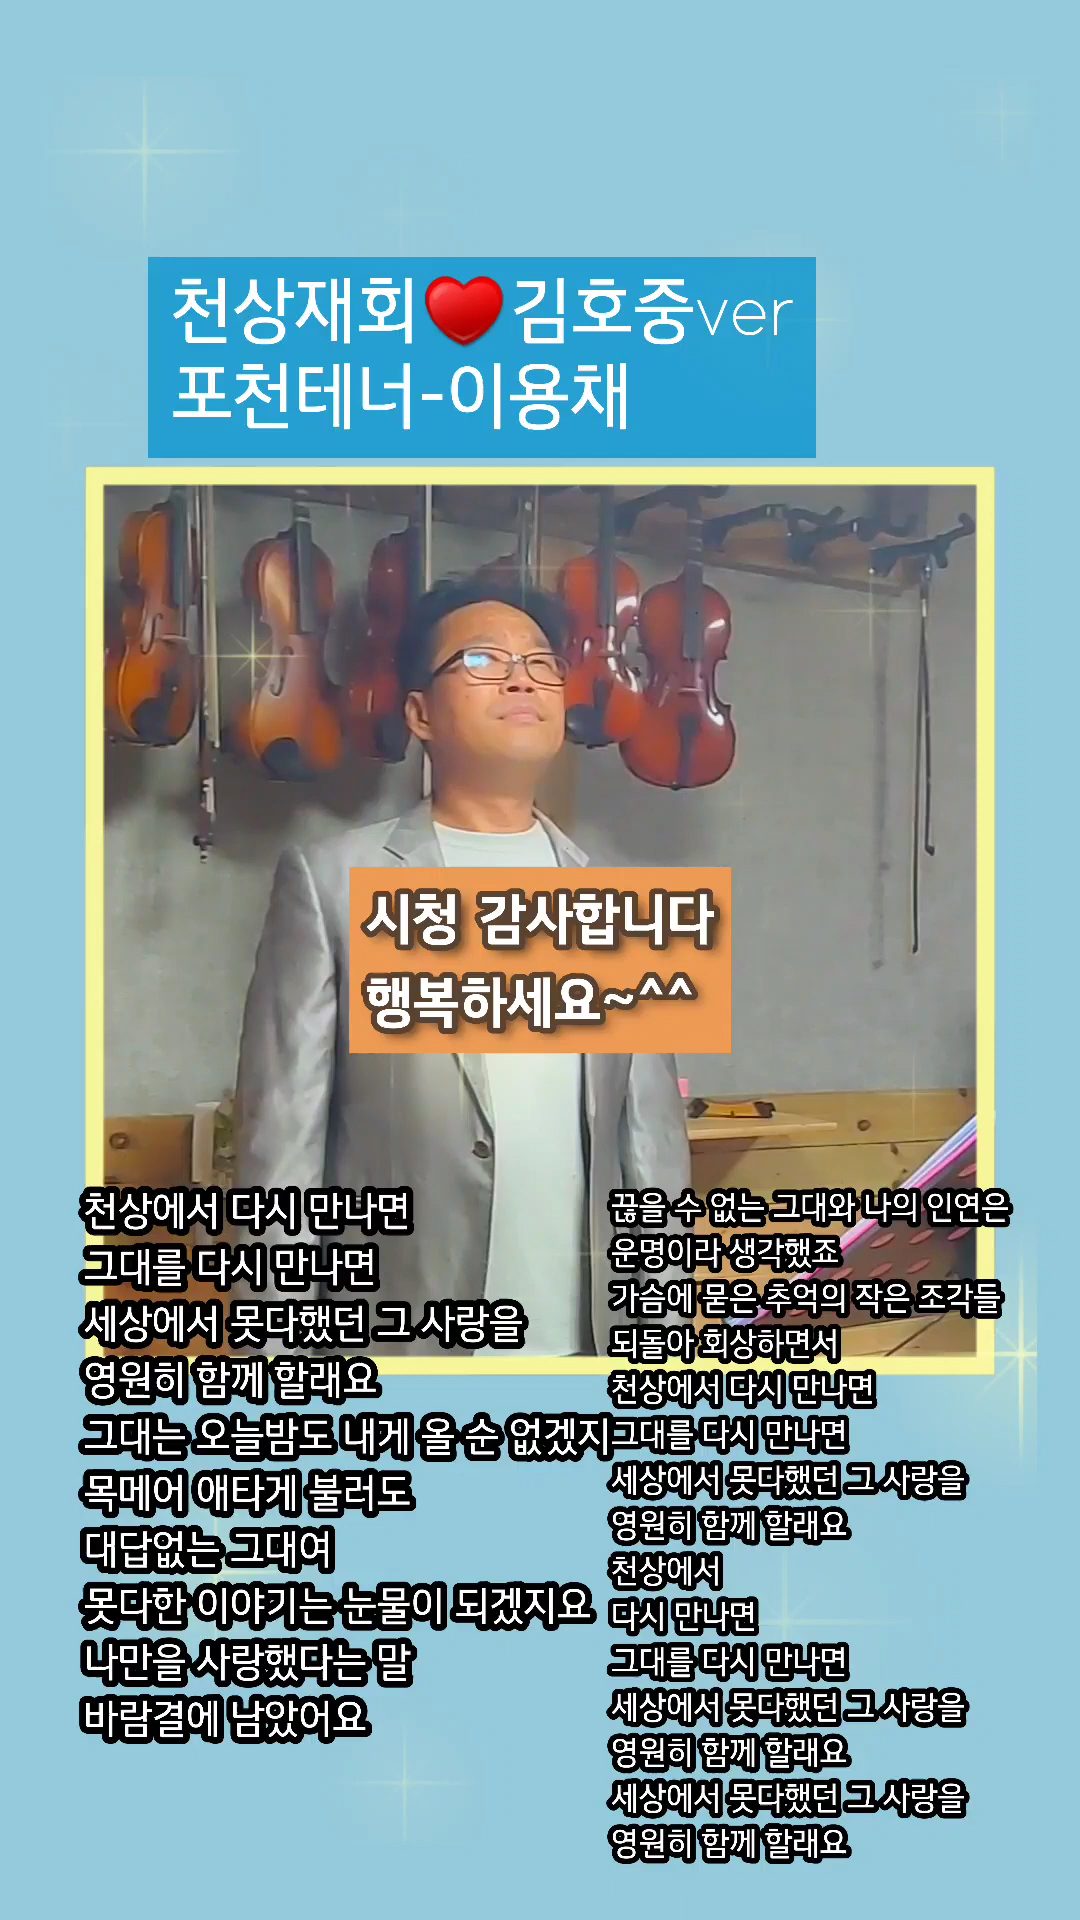 천상재회❤️김호중ver
포천테너-이용채
시청 감사합니다
행복하세요~^^
천상에서 다시 만나면
그대를 다시 만나면
세상에서 못다했던 그 사랑을
영원히 함께 할래요
그대는 오늘밤도 내게 올 순 없겠지
목메어 애타게 불러도
대답없는 그대여
못다한 이야기는 눈물이 되겠지요
나만을 사랑했다는 말
바람결에 남았어요
끊을 수 없는 그대와 나의 인연은
운명이라 생각했죠
가슴에 묻은 추억의 작은 조각들
되돌아 회상하면서
천상에서 다시 만나면
그대를 다시 만나면
세상에서 못다했던 그 사랑을
영원히 함께 할래요
천상에서
다시 만나면
그대를 다시 만나면
세상에서 못다했던 그 사랑을
영원히 함께 할래요
세상에서 못다했던 그 사랑을
영원히 함께 할래요